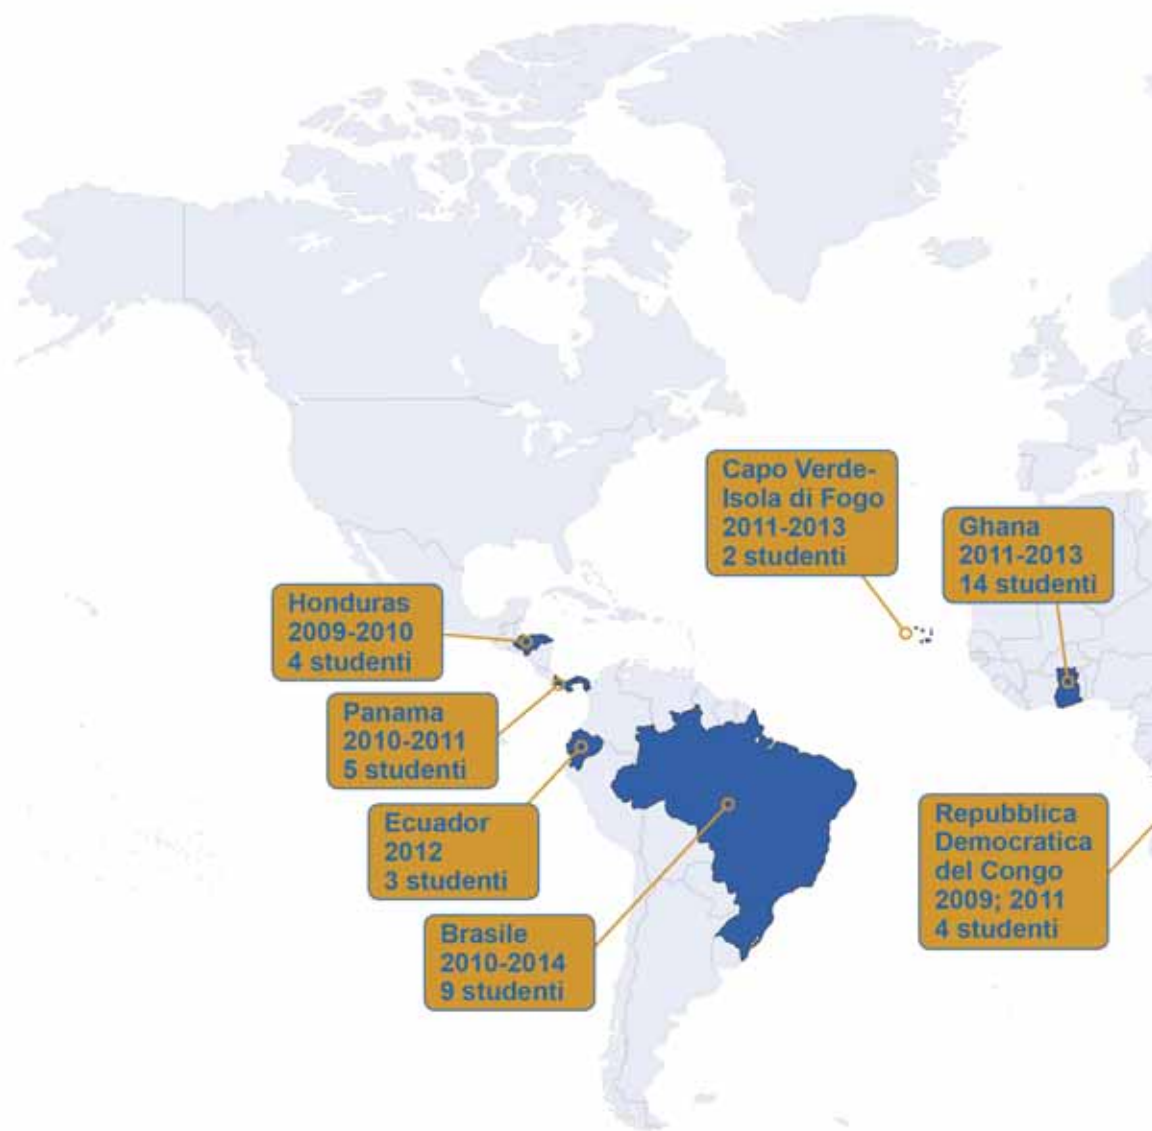 Capo Verde-
Isola di Fogo
2011-2013
2 studenti
Ghana
2011-2013
14 studenti
Honduras
2009-2010
4 studenti
Panama
2010-2011
5 studenti
Ecuador
2012
3 studenti
Brasile
2010-2014
9 studenti
Repubblica
Democratica
del Congo
2009; 2011
4 studenti